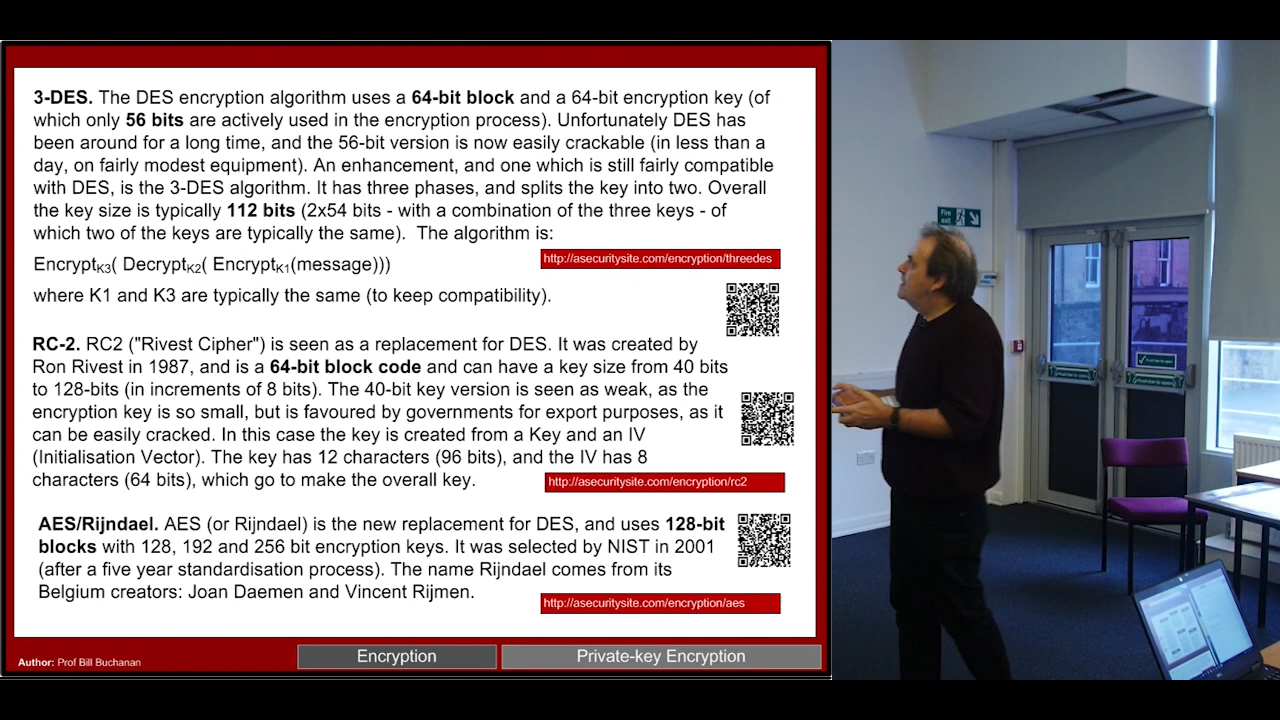 3-DES. The DES encryption algorithm uses a 64-bit block and a 64-bit encryption key (of
which only 56 bits are actively used in the encryption process). Unfortunately DES has
been around for a long time, and the 56-bit version is now easily crackable (in less than a
day, on fairly modest equipment). An enhancement, and one which is still fairly compatible
with DES, is the 3-DES algorithm. It has three phases, and splits the key into two. Overall
the key size is typically 112 bits (2x54 bits - with a combination of the three keys - of
which two of the keys are typically the same).  The algorithm is:
EncryptK3( DecryptK2( EncryptK1(message)))
http://asecuritysite.com/encryption/threedes
where K1 and K3 are typically the same (to keep compatibility).
RC-2. RC2 ("Rivest Cipher") is seen as a replacement for DES. It was created by
Ron Rivest in 1987, and is a 64-bit block code and can have a key size from 40 bits
to 128-bits (in increments of 8 bits). The 40-bit key version is seen as weak, as the
encryption key is so small, but is favoured by governments for export purposes, as it
can be easily cracked. In this case the key is created from a Key and an IV
(Initialisation Vector). The key has 12 characters (96 bits), and the IV has 8
characters (64 bits), which go to make the overall key.
http://asecuritysite.com/encryption/rc2
AES/Rijndael. AES (or Rijndael) is the new replacement for DES, and uses 128-bit
blocks with 128, 192 and 256 bit encryption keys. It was selected by NIST in 2001
(after a five year standardisation process). The name Rijndael comes from its
Belgium creators: Joan Daemen and Vincent Rijmen.
http://asecuritysite.com/encryption/aes
Author: Prof Bill Buchanan
Encryption
Private-key Encryption
Fire
exit
Push bar to open
Push bar to open